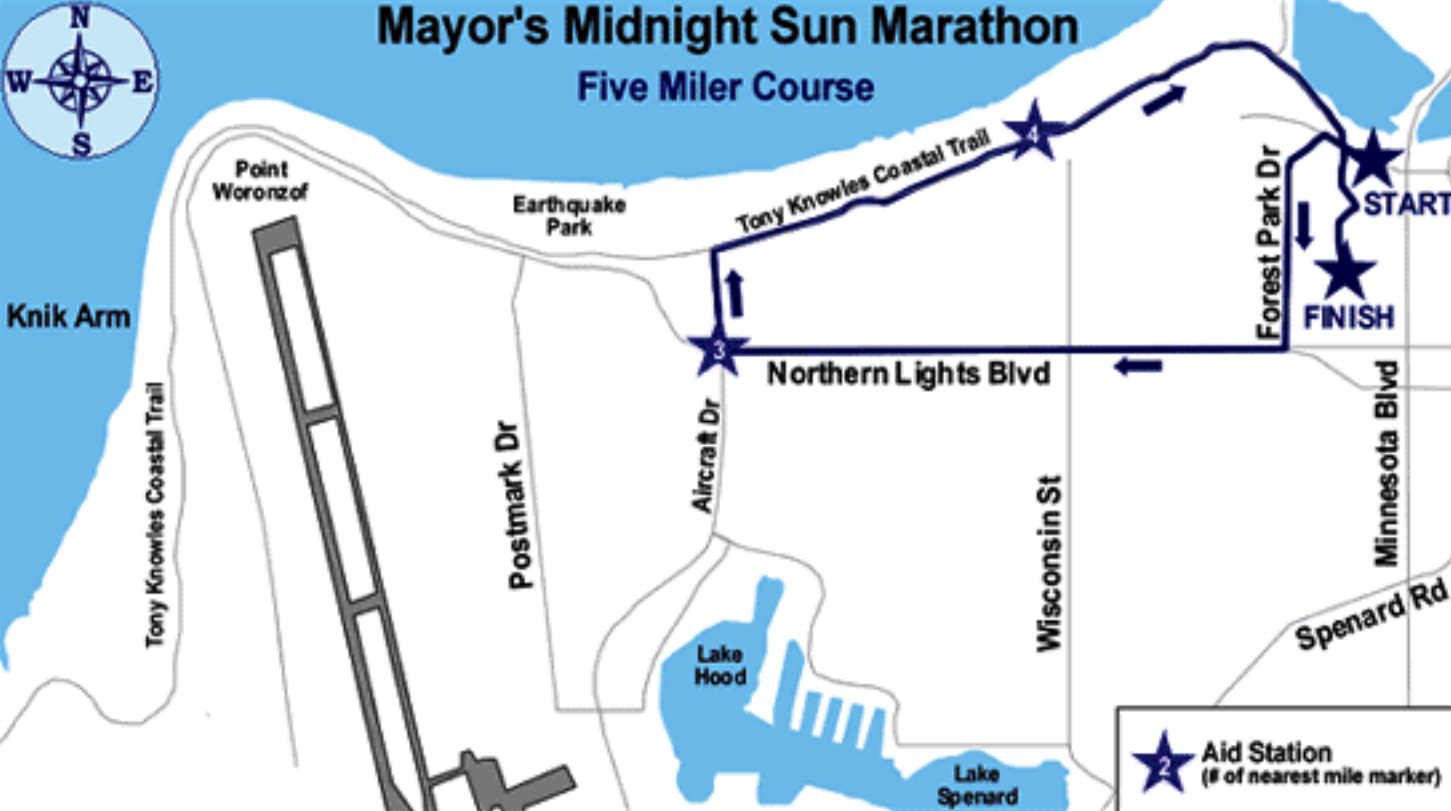 Mayor's Midnight Sun Marathon
Five Miler Course
N
W E
S
Point
Woronzof
Earthquake
Park
Tony Knowles Coastal Trail
4
START
Forest Park Dr
FINISH
Knik Arm
3
Northern Lights Blvd
Tony Knowles Coastal Trail
Postmark Dr
Aircraft Dr
Wisconsin St
Minnesota Blvd
Spenard Rd
Lake
Hood
Lake
Spenard
2
Aid Station
(# of nearest mile marker)